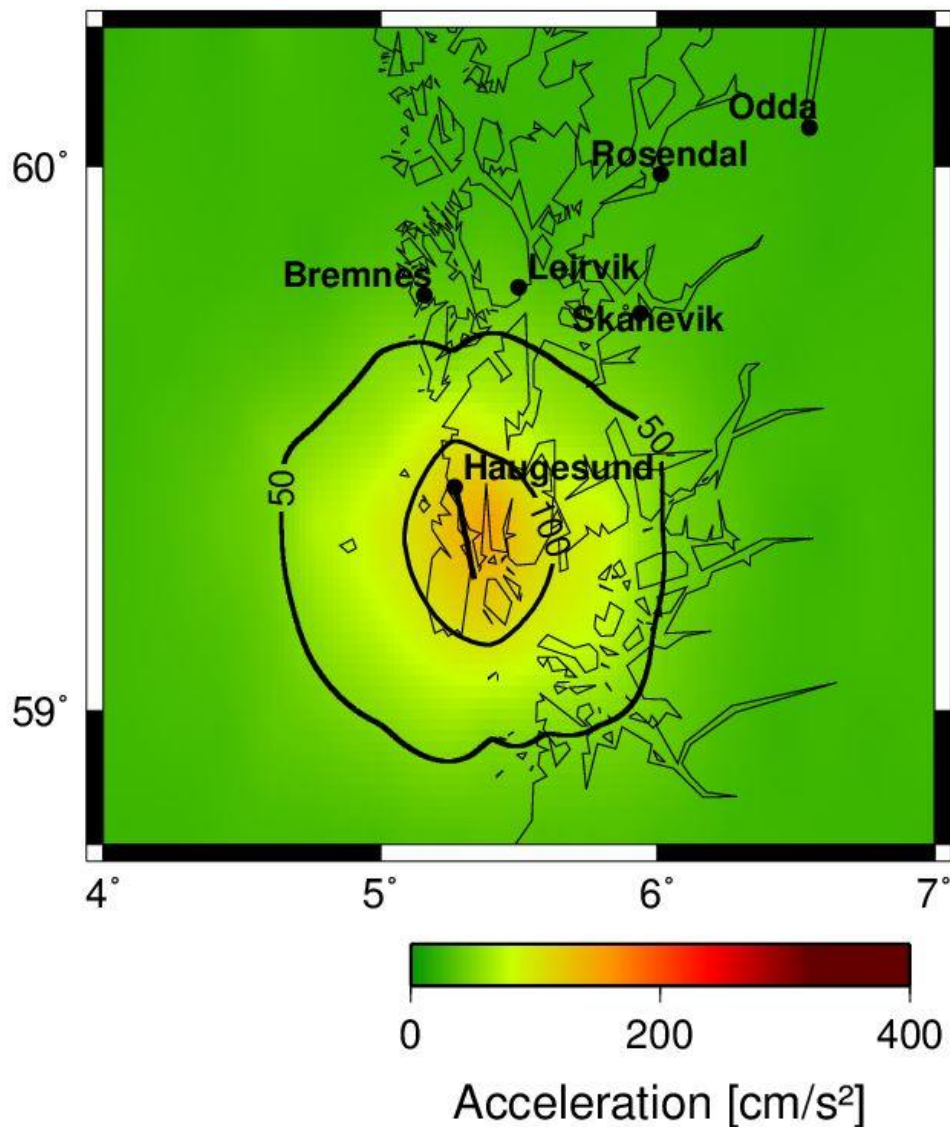 Odda
60°
Rosendal
Bremnes
Leirvik
Skånevik
50
Haugesund
50
100
59°
4°
5°
6°
7°
0
200
400
Acceleration [cm/s²]